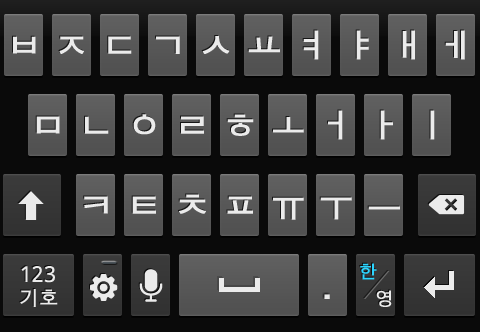 ㅂ ㅈ ㄷ ㄱ ㅅ ㅛ ㅕ ㅑ ㅐ ㅔ
ㅁ ㄴ ㅇ ㄹ ㅎ ㅗ ㅓ ㅏ ㅣ
ㅋ ㅌ ㅊ ㅍ ㅠ ㅜ ㅡ
123 . 한
기호 영